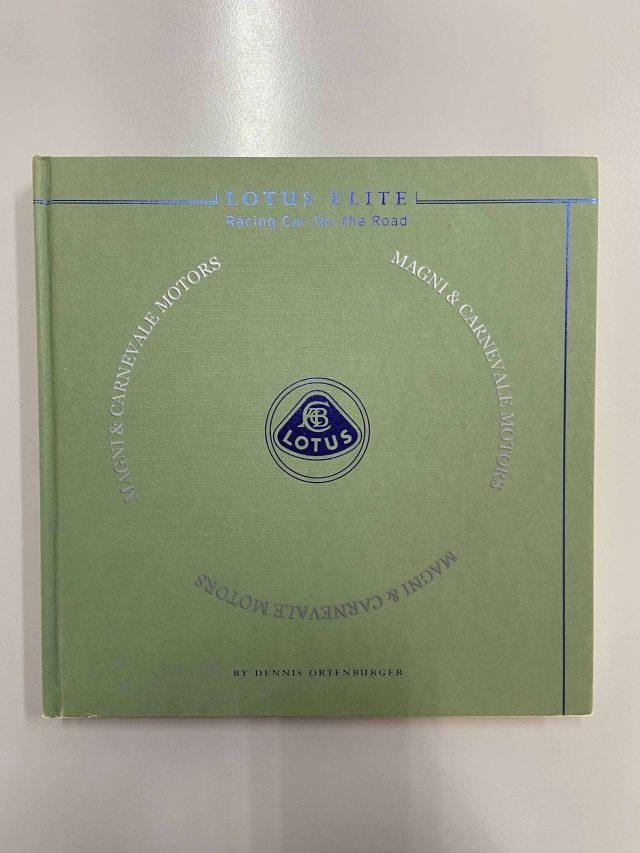 LOTUS ELITE
Racing Car for the Road
MAGNI & CARNEVALE MOTORS
MAGNI & CARNEVALE MOTORS
ACBC
LOTUS
MAGNI & CARNEVALE MOTORS
BY DENNIS ORTENBURGER